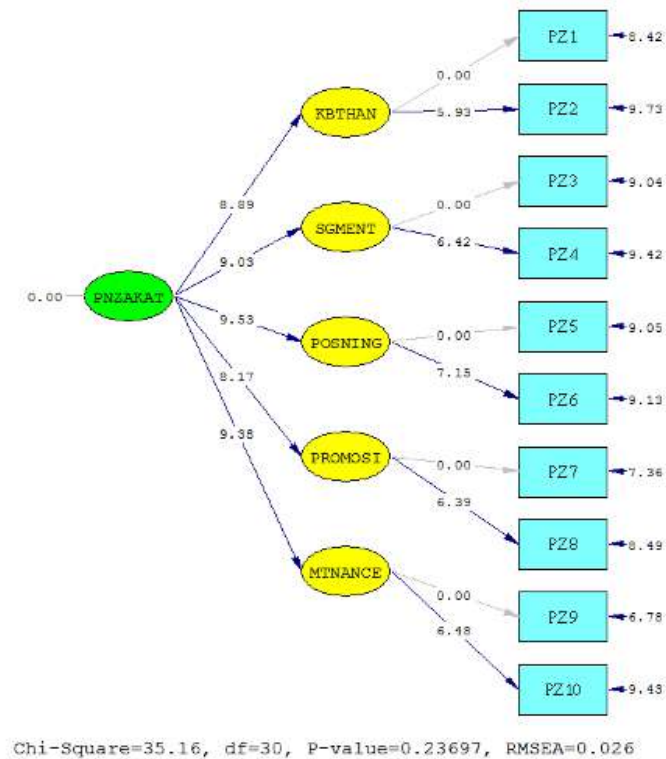 PZ1
8.42
0.00
KBTHAN
5.93
PZ2
9.73
8.89
PZ3
9.04
0.00
SGMENT
6.42
PZ4
9.42
9.03
0.00
PNZAKAT
9.53
POSNING
0.00
PZ5
9.05
7.15
PZ6
9.13
8.17
PROMOSI
0.00
PZ7
7.36
6.39
PZ8
8.49
9.38
MTNANCE
0.00
PZ9
6.78
6.48
PZ10
9.43
Chi-Square=35.16, df=30, P-value=0.23697, RMSEA=0.026